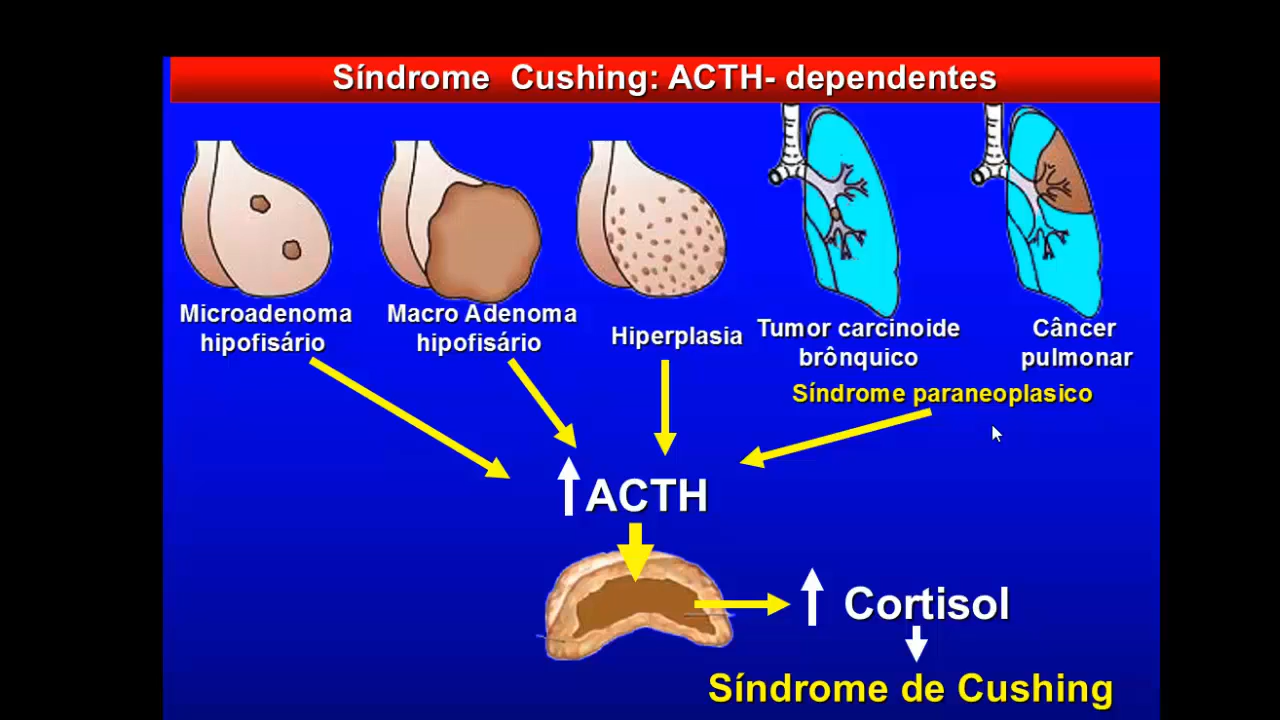 Síndrome Cushing: ACTH- dependentes
Microadenoma
hipofisário
Macro Adenoma
hipofisário
Hiperplasia
Tumor carcinoide
brônquico
Câncer
pulmonar
Síndrome paraneoplasico
ACTH
Cortisol
Síndrome de Cushing